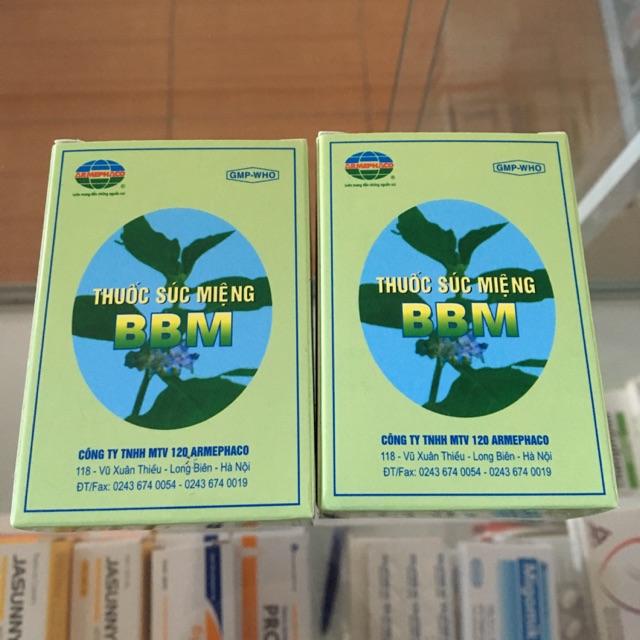 ARMEPHACO
GMP-WHO
THUỐC SÚC MIỆNG
BBM
CÔNG TY TNHH MTV 120 ARMEPHACO
118 - Vũ Xuân Thiều - Long Biên - Hà Nội
ĐT/Fax: 0243 674 0054 - 0243 674 0019
ARMEPHACO
GMP-WHO
THUỐC SÚC MIỆNG
BBM
CÔNG TY TNHH MTV 120 ARMEPHACO
118 - Vũ Xuân Thiều - Long Biên - Hà Nội
ĐT/Fax: 0243 674 0054 - 0243 674 0019
JASUNNY